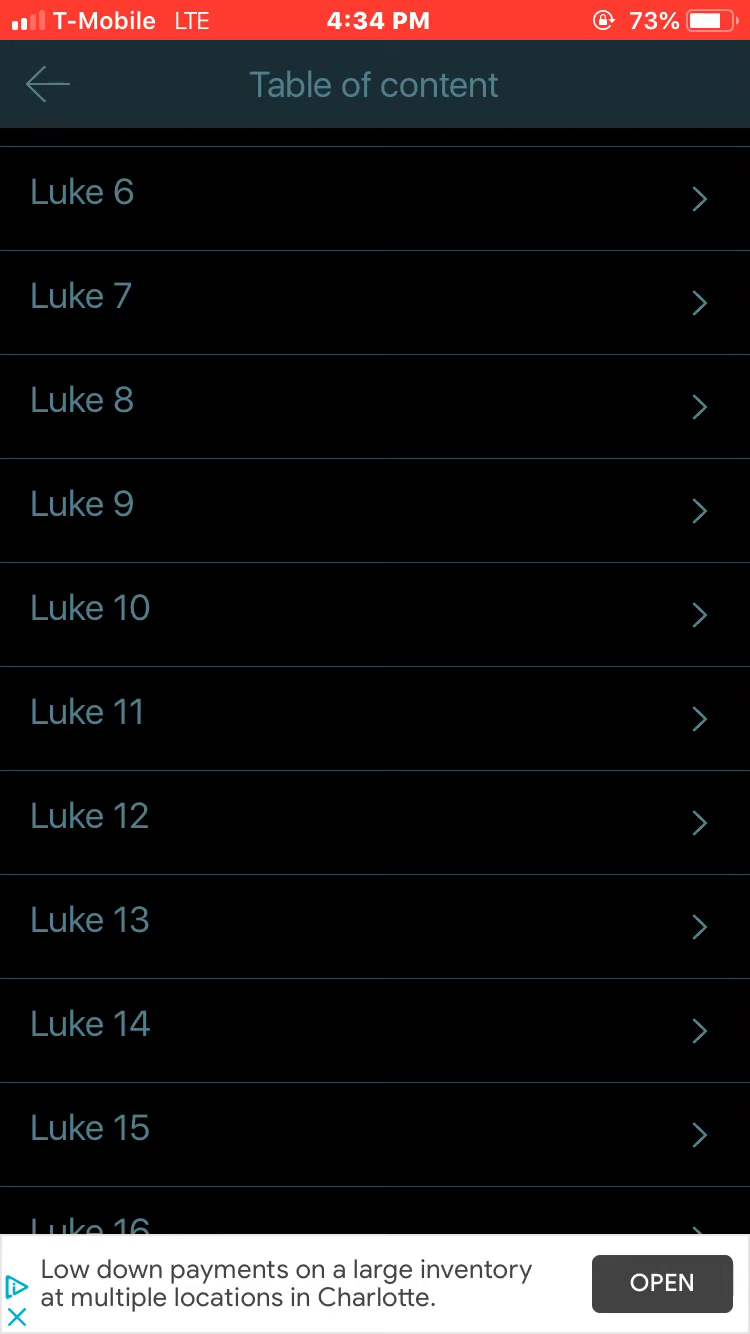 T-Mobile LTE 4:34 PM 73%
Table of content
Luke 6
Luke 7
Luke 8
Luke 9
Luke 10
Luke 11
Luke 12
Luke 13
Luke 14
Luke 15
Luke 16
Low down payments on a large inventory
at multiple locations in Charlotte.
OPEN